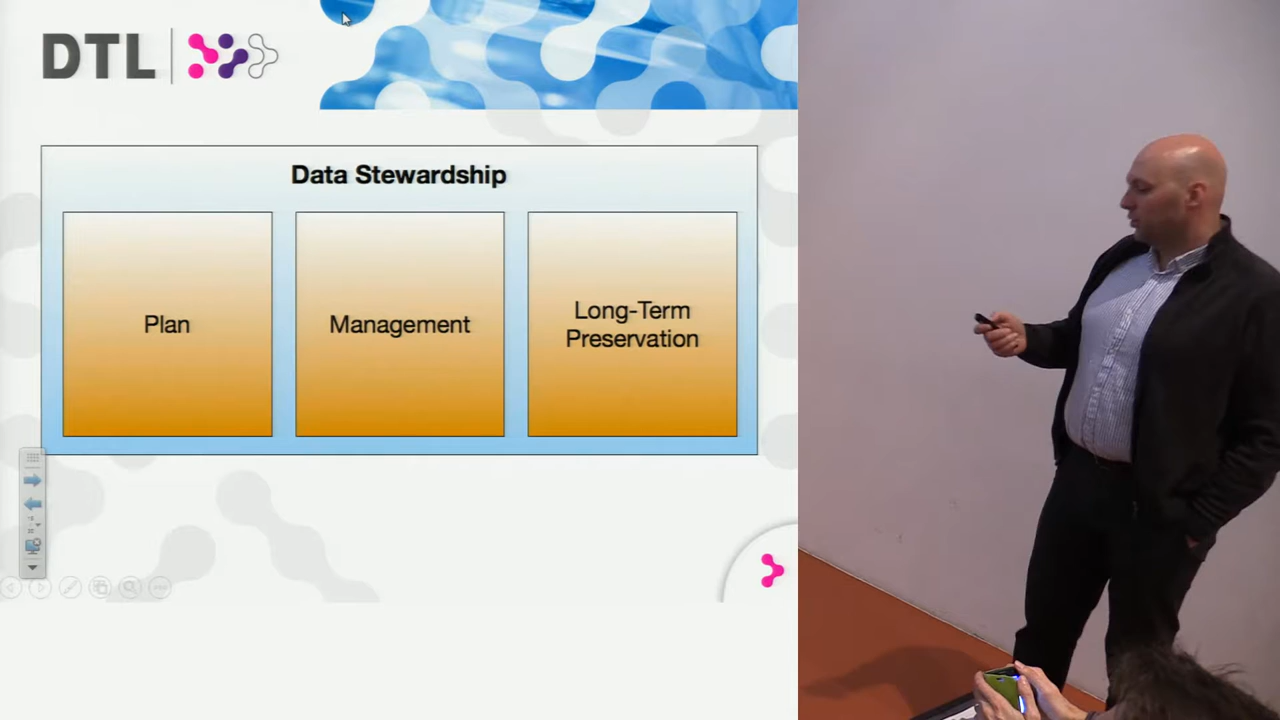 DTL
Data Stewardship
Plan
Management
Long-Term
Preservation